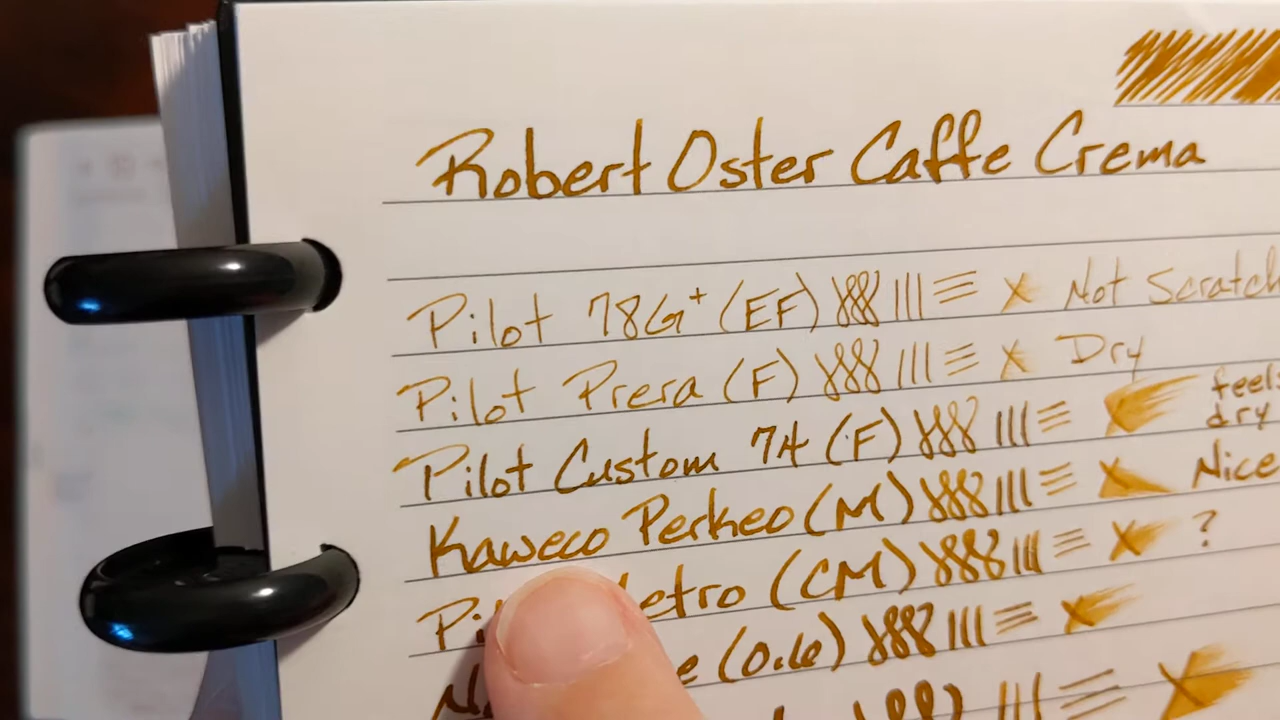 Robert Oster Caffe Crema
Pilot 78G+ (EF) X Not Scratch
Pilot Prera (F) X Dry
Pilot Custom 74 (F) X feels dry
Kaweco Perkeo (M) X Nice
etro (CM) X ?
(0.6) X